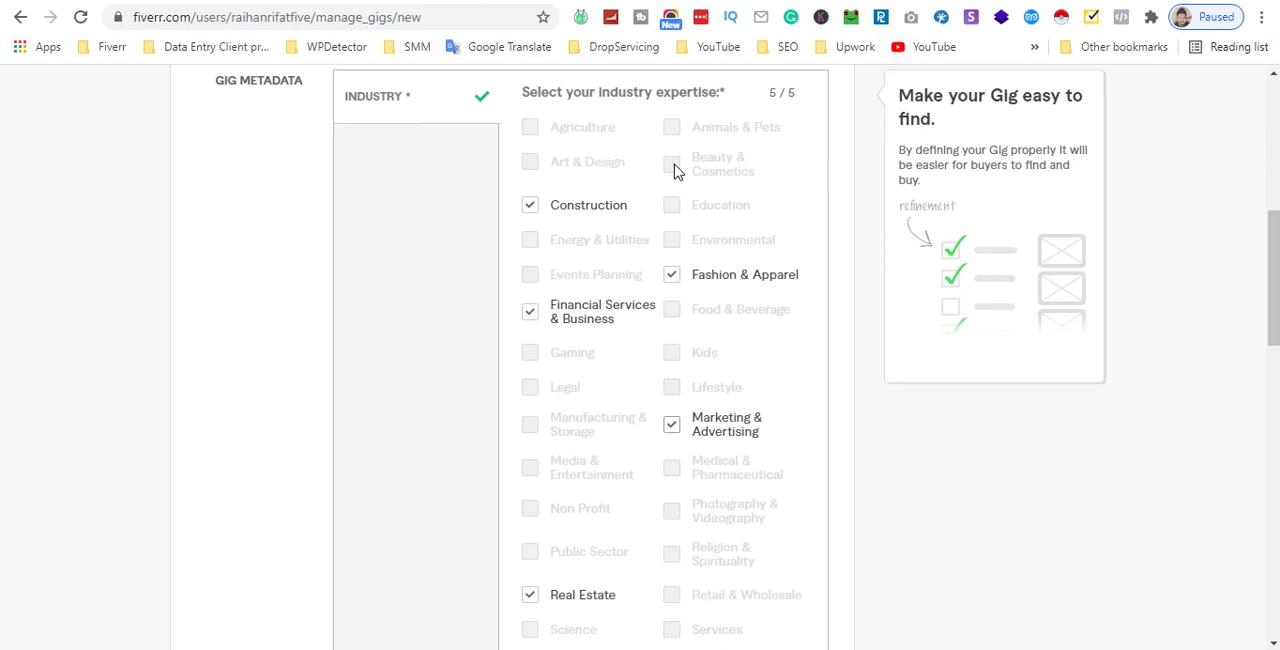 fiverr.com/users/raihanrifatfive/manage_gigs/new
New
IQ
Paused
Apps
Fiverr
Data Entry Client pr...
WPDetector
SMM
Google Translate
DropServicing
YouTube
SEO
Upwork
YouTube
»
Other bookmarks
Reading list
GIG METADATA
INDUSTRY *
Select your industry expertise:*
5 / 5
Agriculture
Animals & Pets
Art & Design
Beauty &
Cosmetics
Construction
Education
Energy & Utilities
Environmental
Events Planning
Fashion & Apparel
Financial Services
& Business
Food & Beverage
Gaming
Kids
Legal
Lifestyle
Manufacturing &
Storage
Marketing &
Advertising
Media &
Entertainment
Medical &
Pharmaceutical
Non Profit
Photography &
Videography
Public Sector
Religion &
Spirituality
Real Estate
Retail & Wholesale
Science
Services
Make your Gig easy to
find.
By defining your Gig properly it will
be easier for buyers to find and
buy.
refinement